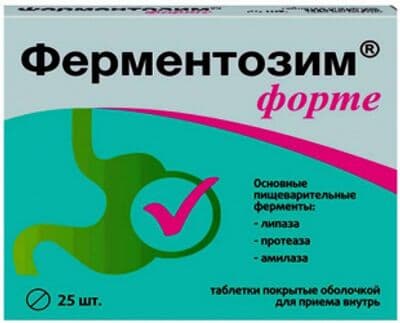 Ферментозим®
форте
Основные
пищеварительные
ферменты:
- липаза
- протеаза
- амилаза
25 шт.
таблетки покрытые оболочкой
для приема внутрь